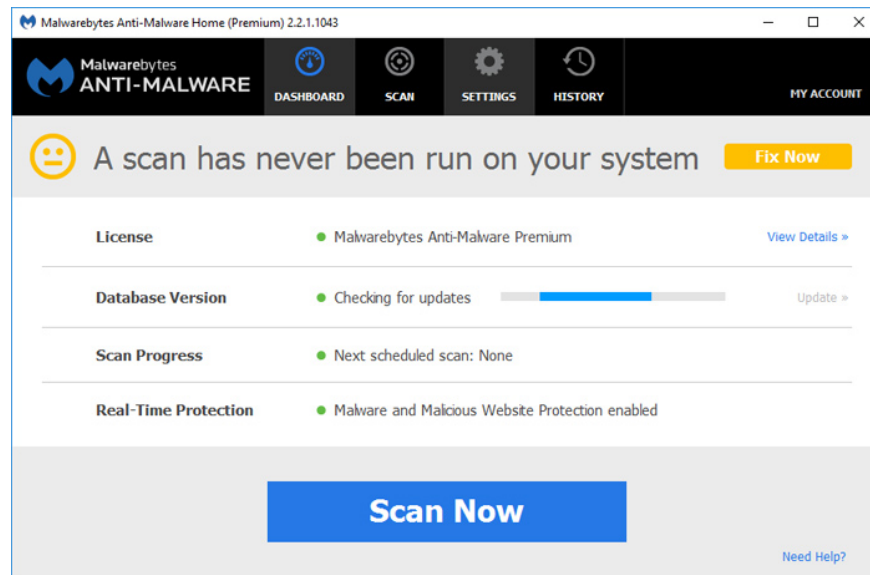 Malwarebytes Anti-Malware Home (Premium) 2.2.1.1043
Malwarebytes
ANTI-MALWARE
DASHBOARD
SCAN
SETTINGS
HISTORY
MY ACCOUNT
A scan has never been run on your system
Fix Now
License
Malwarebytes Anti-Malware Premium
View Details »
Database Version
Checking for updates
Update »
Scan Progress
Next scheduled scan: None
Real-Time Protection
Malware and Malicious Website Protection enabled
Scan Now
Need Help?